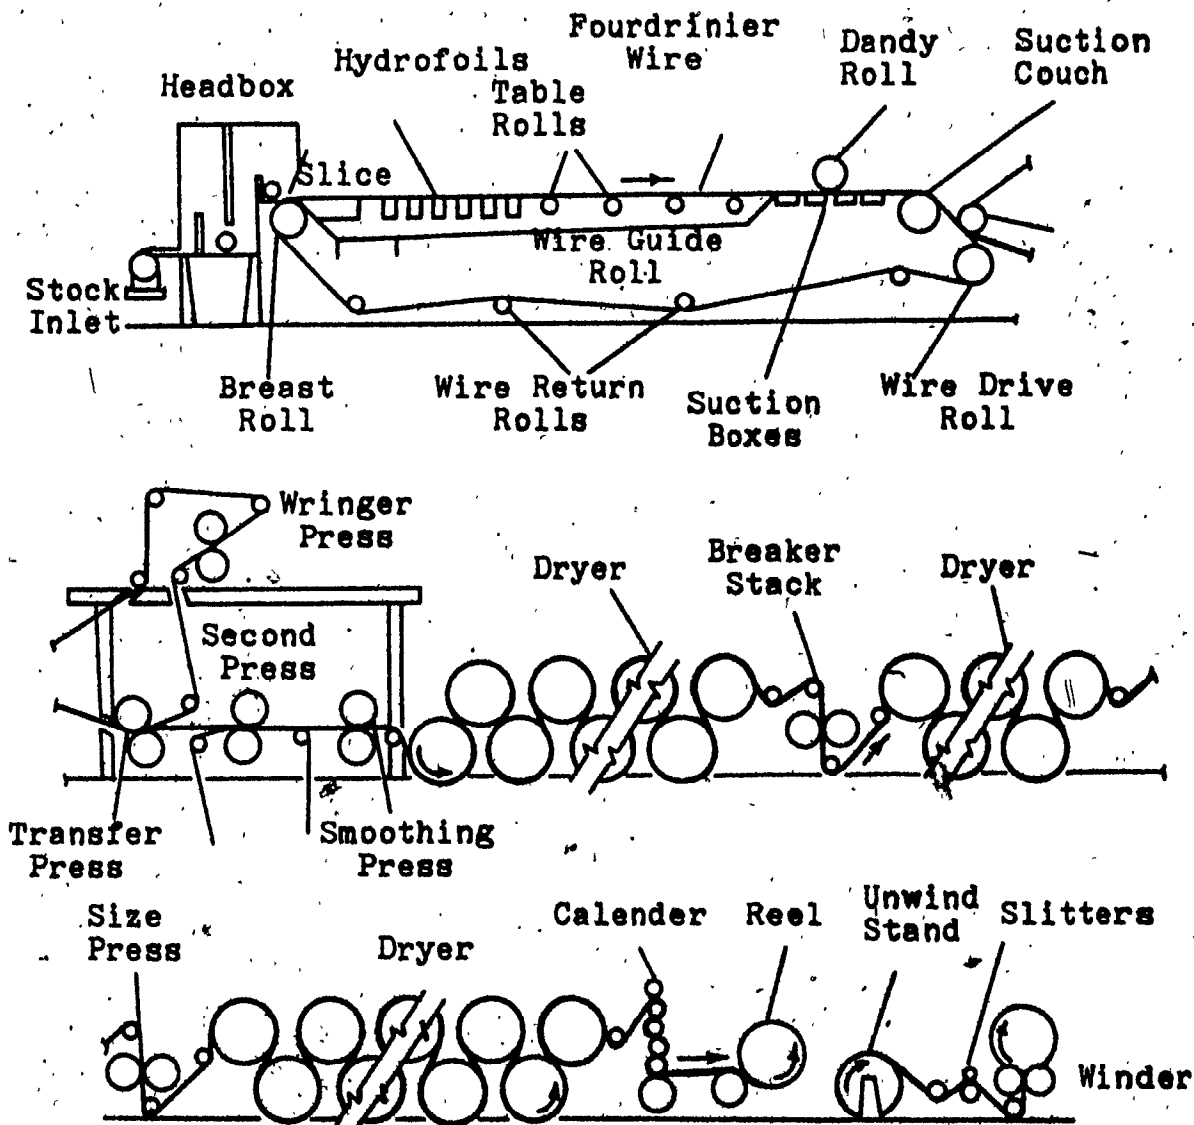 Fourdrinier
Wire
Dandy
Roll
Suction
Couch
Hydrofoils
Table
Rolls
Headbox
Slice
Wire Guide
Roll
Stock
Inlet
Breast
Roll
Wire Return
Rolls
Suction
Boxes
Wire Drive
Roll
Wringer
Press
Dryer
Breaker
Stack
Dryer
Second
Press
Transfer
Press
Smoothing
Press
Size
Press
Dryer
Calender
Reel
Unwind
Stand
Slitters
Winder